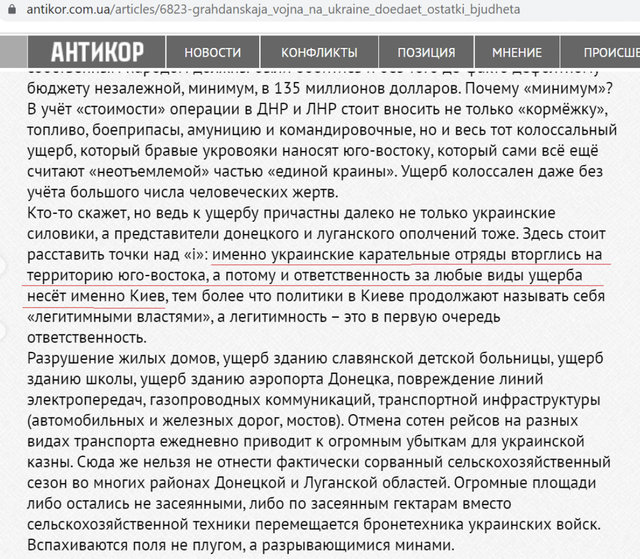 antikor.com.ua/articles/6823-grahdanskaja_vojna_na_ukraine_doedaet_ostatki_bjudheta
АНТИКОР НОВОСТИ КОНФЛИКТЫ ПОЗИЦИЯ МНЕНИЕ ПРОИСШЕ
бюджету незалежной, минимум, в 135 миллионов долларов. Почему «минимум»?
В учёт «стоимости» операции в ДНР и ЛНР стоит вносить не только «кормёжку»,
топливо, боеприпасы, амуницию и командировочные, но и весь тот колоссальный
ущерб, который бравые укровояки наносят юго-востоку, который сами всё ещё
считают «неотъемлемой» частью «единой краины». Ущерб колоссален даже без
учёта большого числа человеческих жертв.
Кто-то скажет, но ведь к ущербу причастны далеко не только украинские
силовики, а представители донецкого и луганского ополчений тоже. Здесь стоит
расставить точки над «i»: именно украинские карательные отряды вторглись на
территорию юго-востока, а потому и ответственность за любые виды ущерба
несёт именно Киев, тем более что политики в Киеве продолжают называть себя
«легитимными властями», а легитимность – это в первую очередь
ответственность.
Разрушение жилых домов, ущерб зданию славянской детской больницы, ущерб
зданию школы, ущерб зданию аэропорта Донецка, повреждение линий
электропередач, газопроводных коммуникаций, транспортной инфраструктуры
(автомобильных и железных дорог, мостов). Отмена сотен рейсов на разных
видах транспорта ежедневно приводит к огромным убыткам для украинской
казны. Сюда же нельзя не отнести фактически сорванный сельскохозяйственный
сезон во многих районах Донецкой и Луганской областей. Огромные площади
либо остались не засеянными, либо по засеянным гектарам вместо
сельскохозяйственной техники перемещается бронетехника украинских войск.
Вспахиваются поля не плугом, а разрывающимися минами.